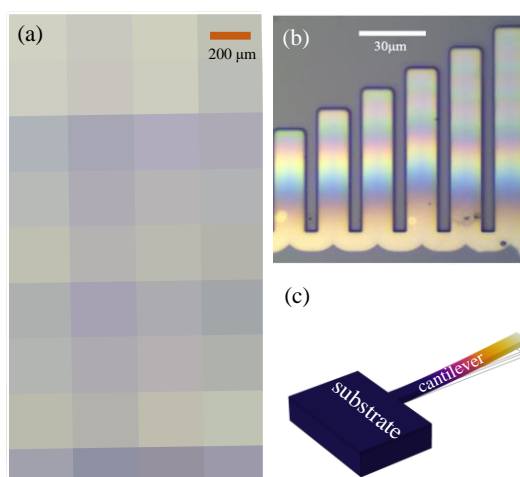 (a)
200 μm
(b)
30μm
(c)
substrate
cantilever